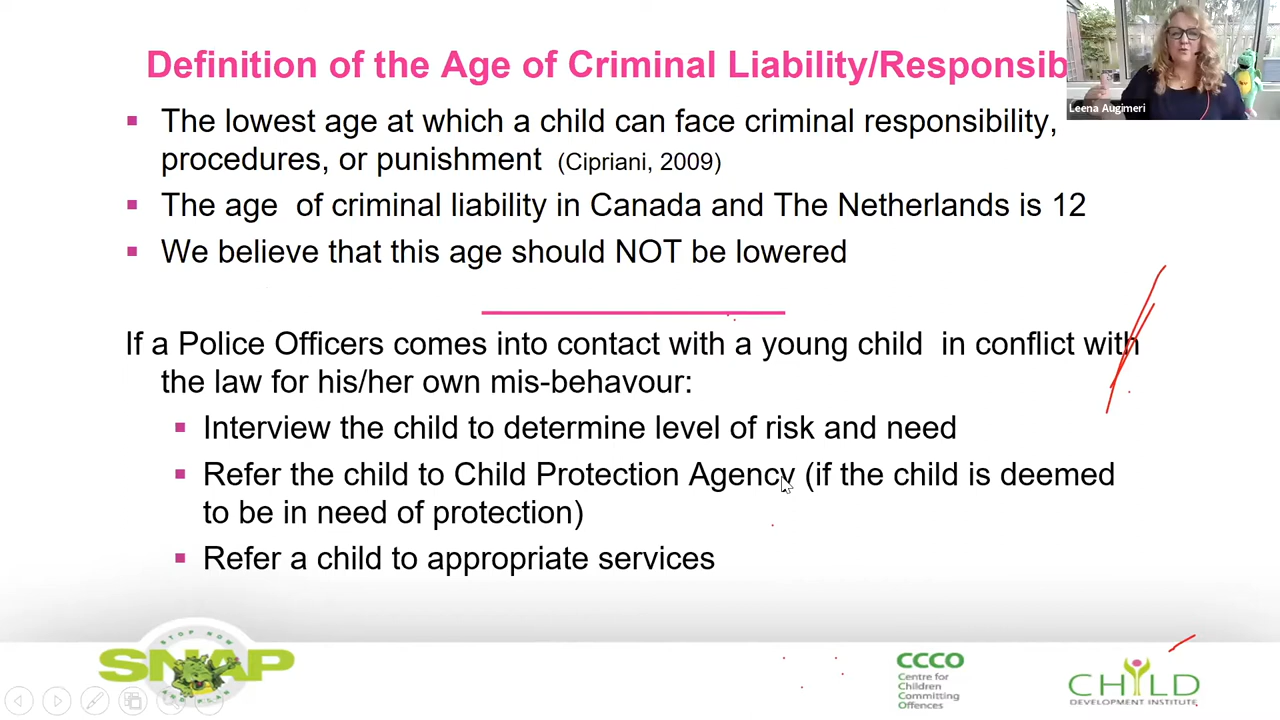 Definition of the Age of Criminal Liability/Responsib
Leena Augimeri
The lowest age at which a child can face criminal responsibility,
procedures, or punishment (Cipriani, 2009)
The age of criminal liability in Canada and The Netherlands is 12
We believe that this age should NOT be lowered
If a Police Officers comes into contact with a young child in conflict with
the law for his/her own mis-behavour:
Interview the child to determine level of risk and need
Refer the child to Child Protection Agency (if the child is deemed
to be in need of protection)
Refer a child to appropriate services
STOP NOW
SNAP
AND PLAN
CCCO
Centre for
Children
Committing
Offences
CHILD
DEVELOPMENT INSTITUTE